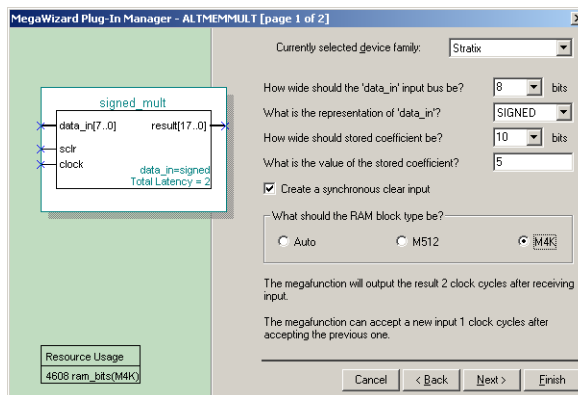 MegaWizard Plug-In Manager - ALTMEMMULT [page 1 of 2]
Currently selected device family: Stratix
signed_mult
data_in[7..0] result[17..0]
sclr
clock
data_in=signed
Total Latency = 2
How wide should the 'data_in' input bus be? 8 bits
What is the representation of 'data_in'? SIGNED
How wide should stored coefficient be? 10 bits
What is the value of the stored coefficient? 5
Create a synchronous clear input
What should the RAM block type be?
Auto M512 M4K
The megafunction will output the result 2 clock cycles after receiving
input.
The megafunction can accept a new input 1 clock cycles after
accepting the previous one.
Resource Usage
4608 ram_bits(M4K)
Cancel < Back Next > Finish